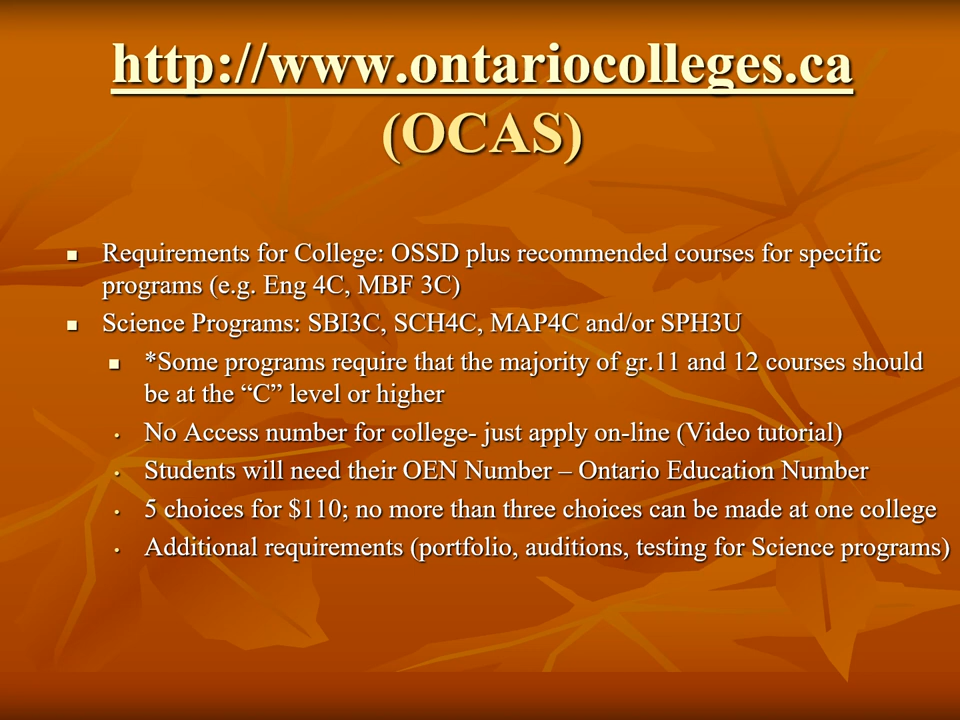 http://www.ontariocolleges.ca
(OCAS)
Requirements for College: OSSD plus recommended courses for specific
programs (e.g. Eng 4C, MBF 3C)
Science Programs: SBI3C, SCH4C, MAP4C and/or SPH3U
*Some programs require that the majority of gr.11 and 12 courses should
be at the “C” level or higher
No Access number for college- just apply on-line (Video tutorial)
Students will need their OEN Number – Ontario Education Number
5 choices for $110; no more than three choices can be made at one college
Additional requirements (portfolio, auditions, testing for Science programs)